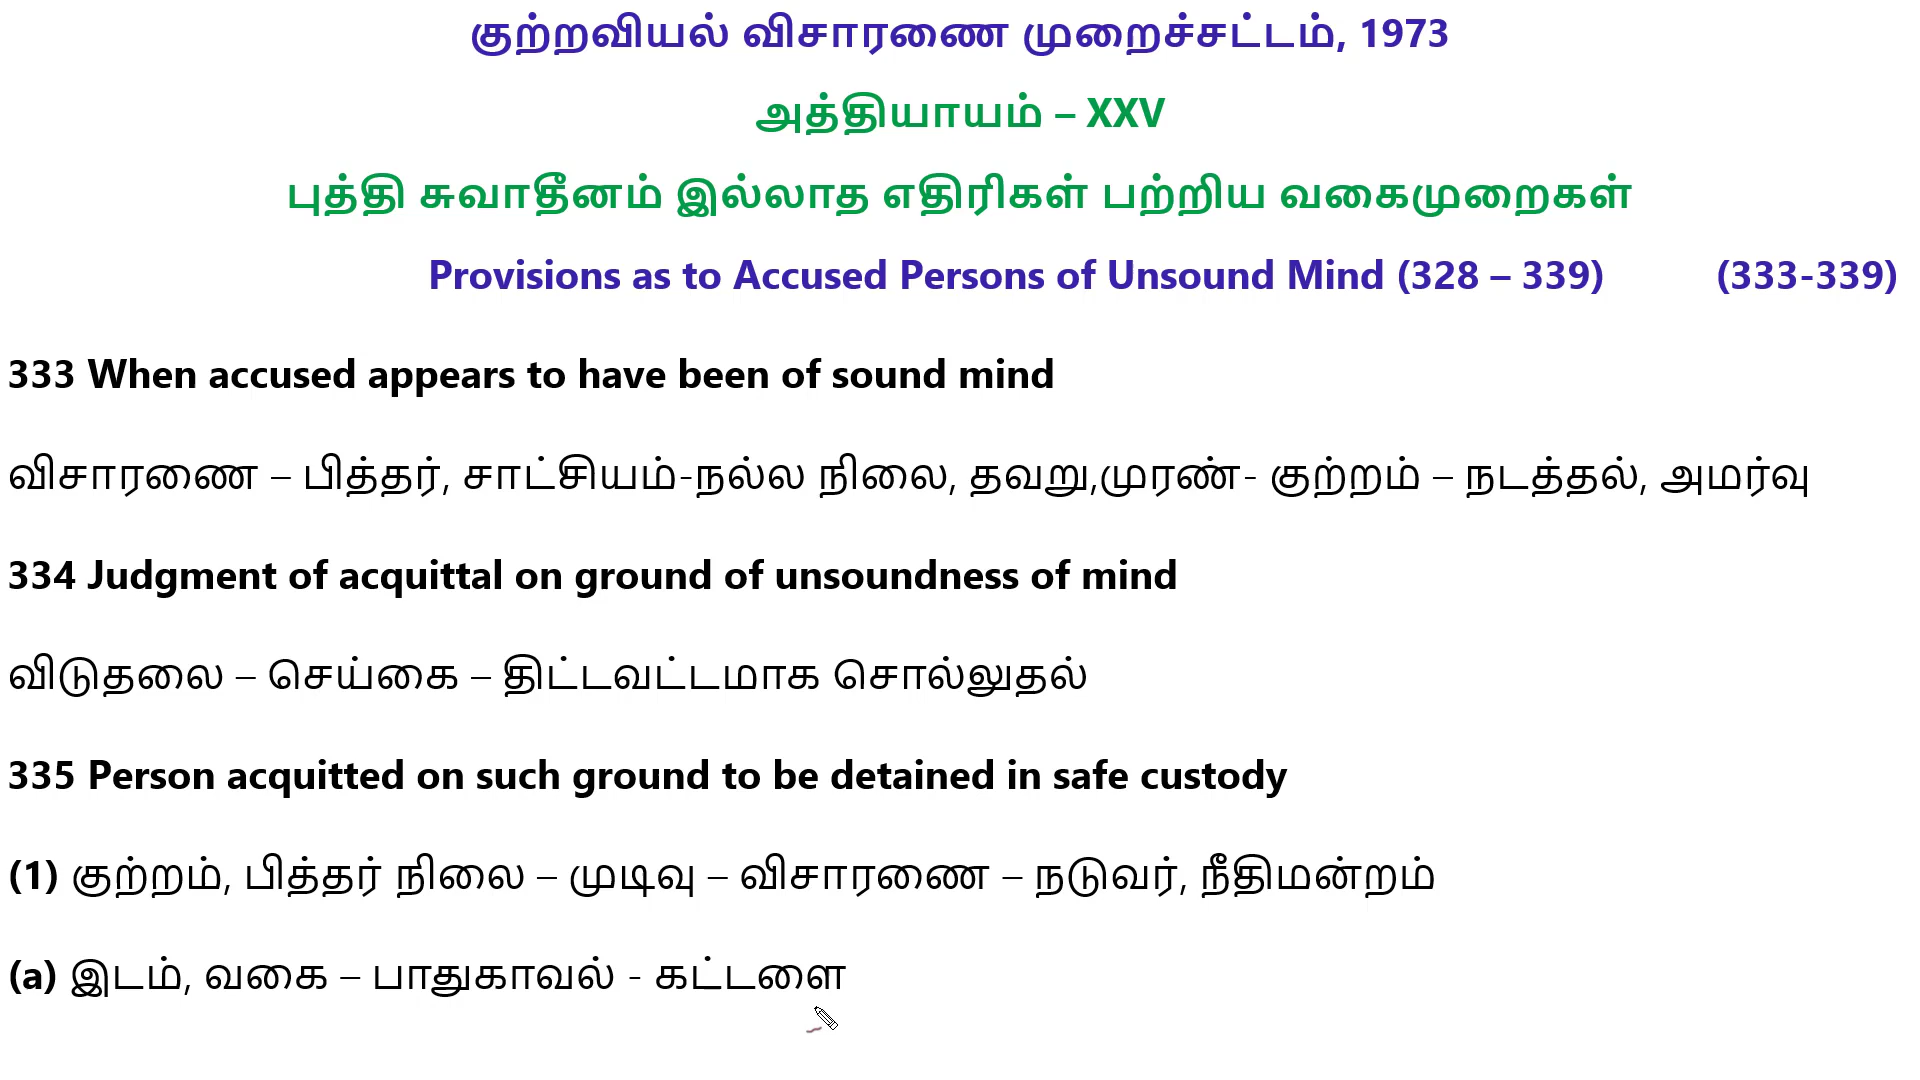 குற்றவியல் விசாரணை முறைச்சட்டம், 1973
அத்தியாயம் – XXV
புத்தி சுவாதீனம் இல்லாத எதிரிகள் பற்றிய வகைமுறைகள்
Provisions as to Accused Persons of Unsound Mind (328 – 339) (333-339)
333 When accused appears to have been of sound mind
விசாரணை – பித்தர், சாட்சியம்-நல்ல நிலை, தவறு,முரண்- குற்றம் – நடத்தல், அமர்வு
334 Judgment of acquittal on ground of unsoundness of mind
விடுதலை – செய்கை – திட்டவட்டமாக சொல்லுதல்
335 Person acquitted on such ground to be detained in safe custody
(1) குற்றம், பித்தர் நிலை – முடிவு – விசாரணை – நடுவர், நீதிமன்றம்
(a) இடம், வகை – பாதுகாவல் - கட்டளை